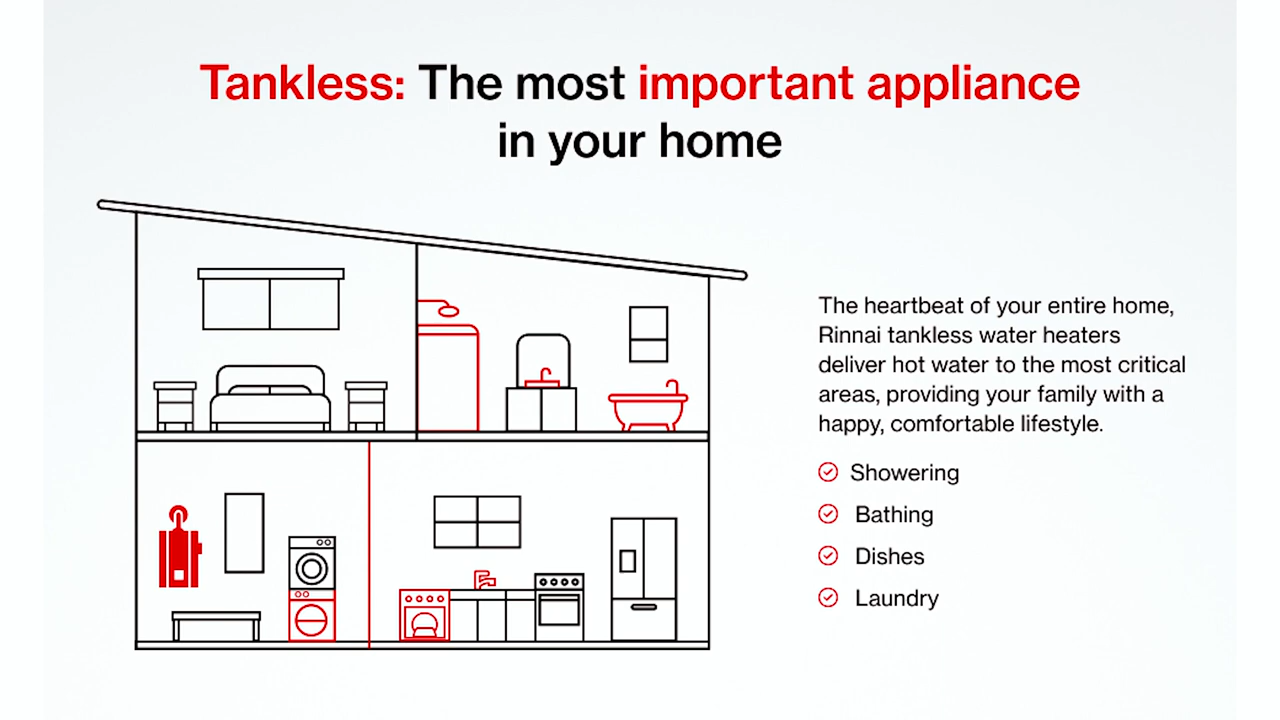 Tankless: The most important appliance
in your home
The heartbeat of your entire home,
Rinnai tankless water heaters
deliver hot water to the most critical
areas, providing your family with a
happy, comfortable lifestyle.
Showering
Bathing
Dishes
Laundry